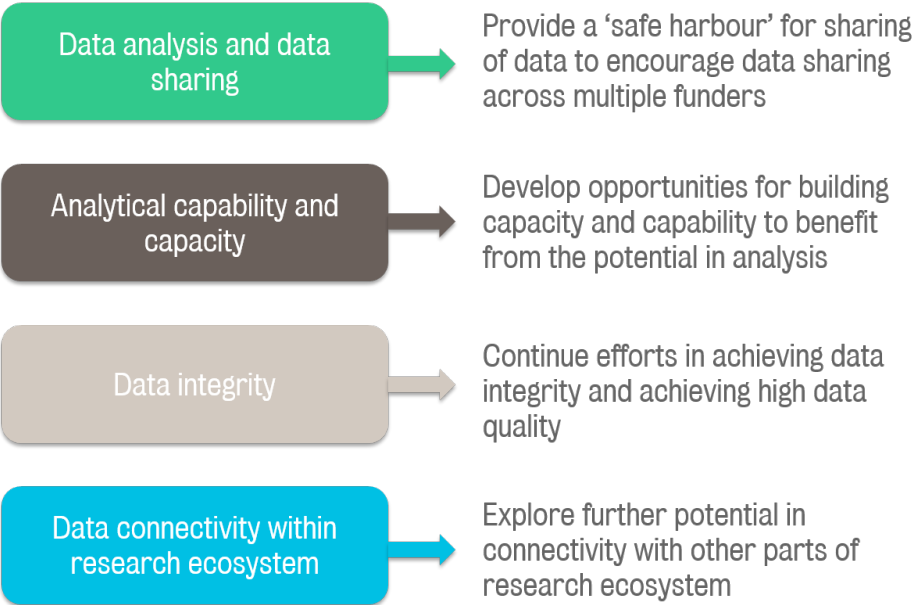 Data analysis and data
sharing
Provide a ‘safe harbour’ for sharing
of data to encourage data sharing
across multiple funders
Analytical capability and
capacity
Develop opportunities for building
capacity and capability to benefit
from the potential in analysis
Data integrity
Continue efforts in achieving data
integrity and achieving high data
quality
Data connectivity within
research ecosystem
Explore further potential in
connectivity with other parts of
research ecosystem